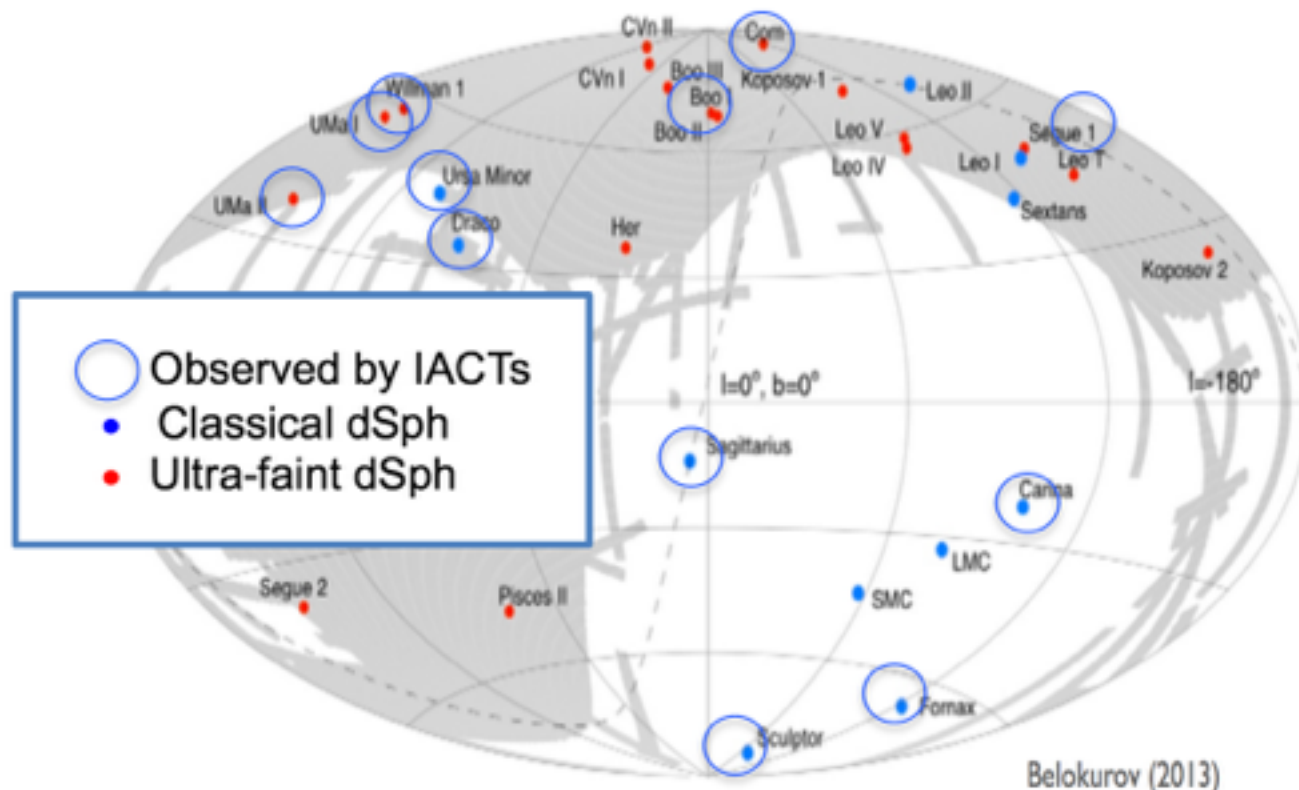 CVn II
Com
CVn I
Boo III
Koposov 1
Leo II
Willman 1
Boo I
UMa I
Boo II
Leo V
Segue 1
Leo IV
Leo I
Leo T
Ursa Minor
UMa II
Sextans
Draco
Her
Koposov 2
Observed by IACTs
Classical dSph
Ultra-faint dSph
l=0°, b=0°
l=-180°
Sagittarius
Carina
LMC
Segue 2
Pisces II
SMC
Fornax
Sculptor
Belokurov (2013)